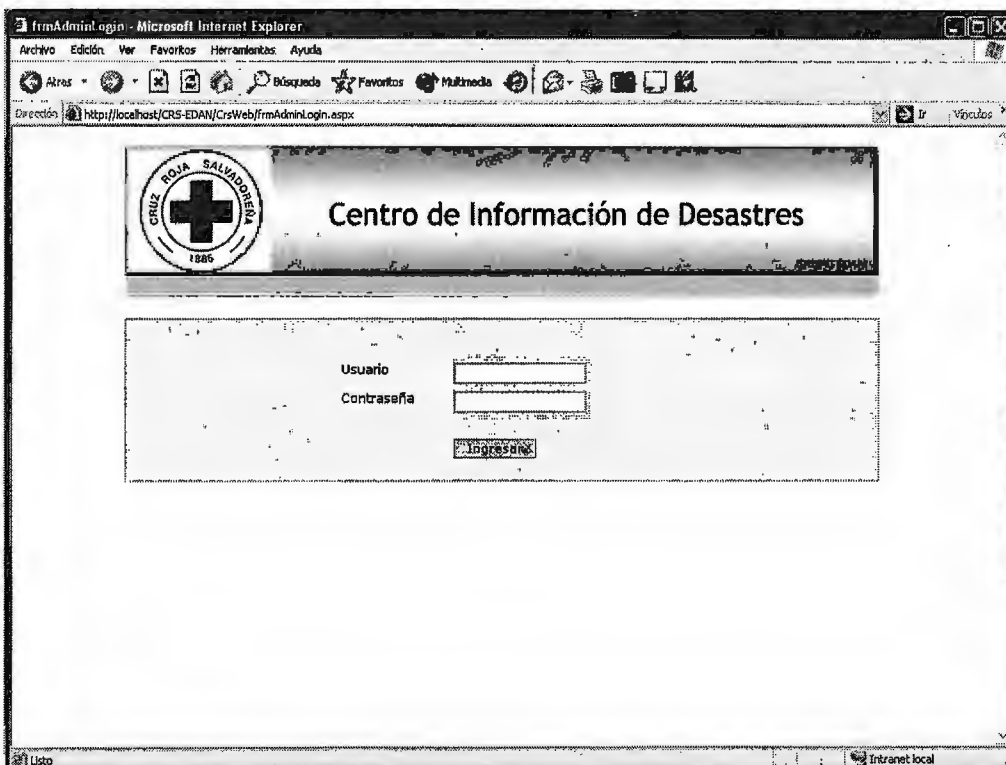 frmAdminLogin - Microsoft Internet Explorer
Archivo Edición Ver Favoritos Herramientas Ayuda
Atrás Búsqueda Favoritos Multimedia
Dirección http://localhost/CRS-EDAN/CrsWeb/frmAdminLogin.aspx Ir Vínculos
CRUZ ROJA SALVADOREÑA
1885
Centro de Información de Desastres
Usuario
Contraseña
Ingresar
Listo Intranet local